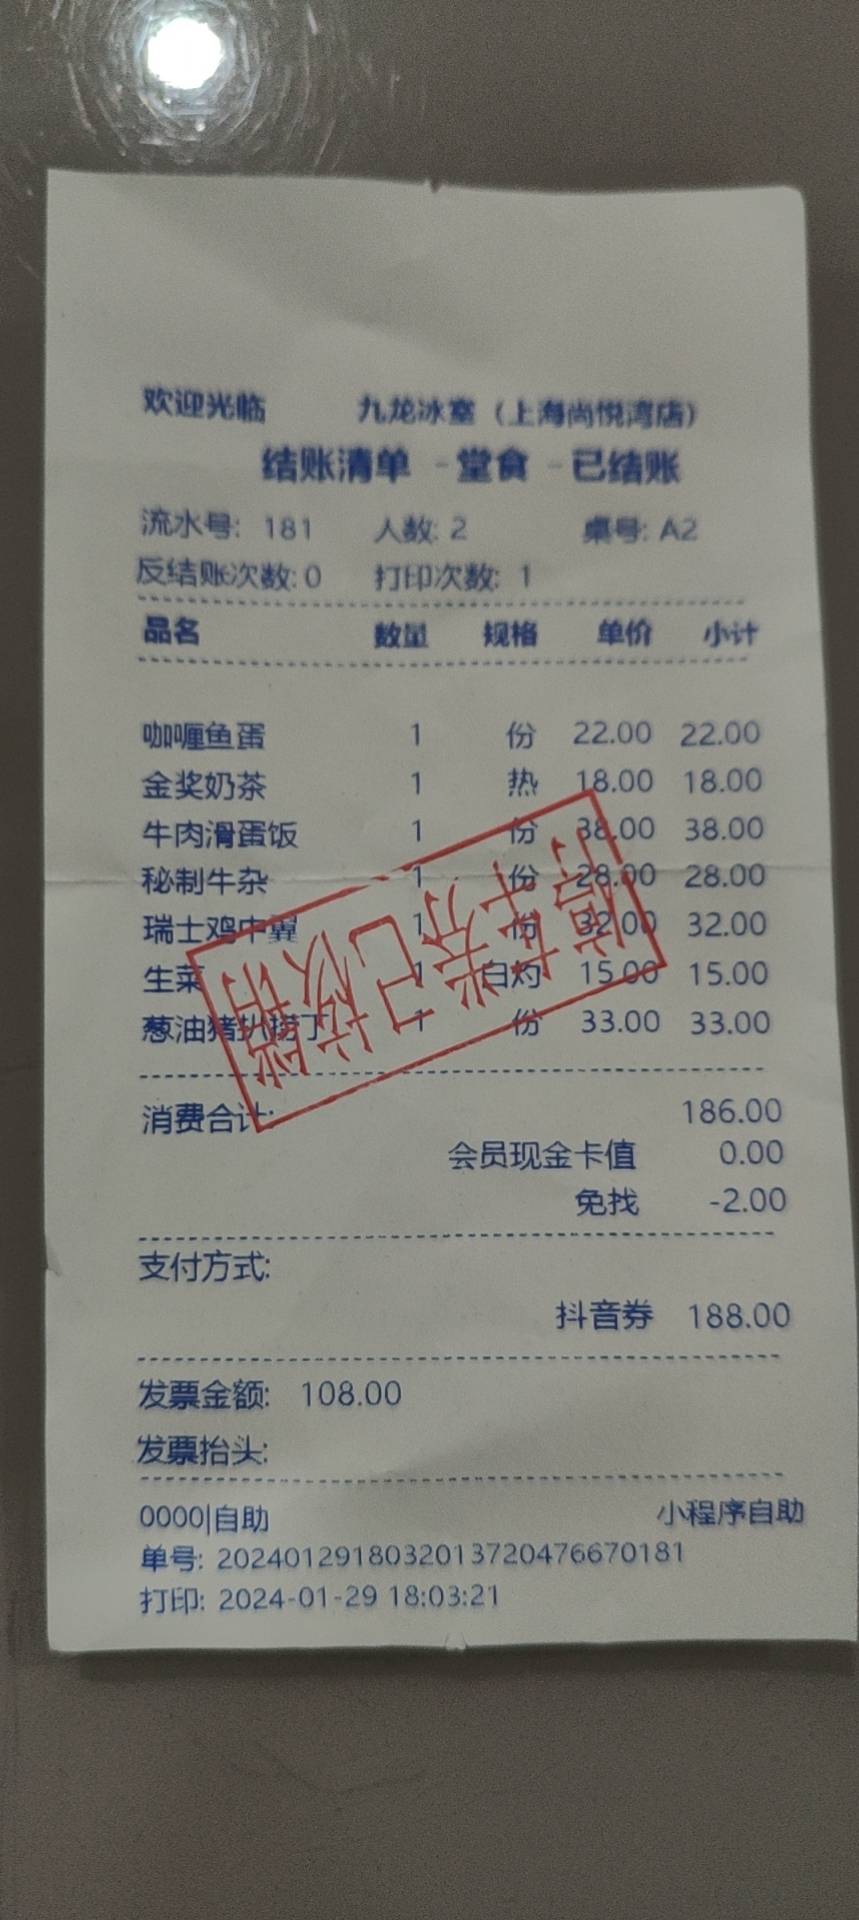 欢迎光临 九龙冰室（上海尚悦湾店）
结账清单 - 堂食 - 已结账
流水号: 181 人数: 2 桌号: A2
反结账次数: 0 打印次数: 1
品名 数量 规格 单价 小计
咖喱鱼蛋 1 份 22.00 22.00
金奖奶茶 1 热 18.00 18.00
牛肉滑蛋饭 1 份 38.00 38.00
秘制牛杂 1 份 28.00 28.00
瑞士鸡中翼 1 份 32.00 32.00
生菜 1 白灼 15.00 15.00
葱油猪扒捞丁 1 份 33.00 33.00
消费合计: 186.00
会员现金卡值 0.00
免找 -2.00
支付方式:
抖音券 188.00
发票金额: 108.00
发票抬头:
0000|自助 小程序自助
单号: 2024012918032013720476670181
打印: 2024-01-29 18:03:21